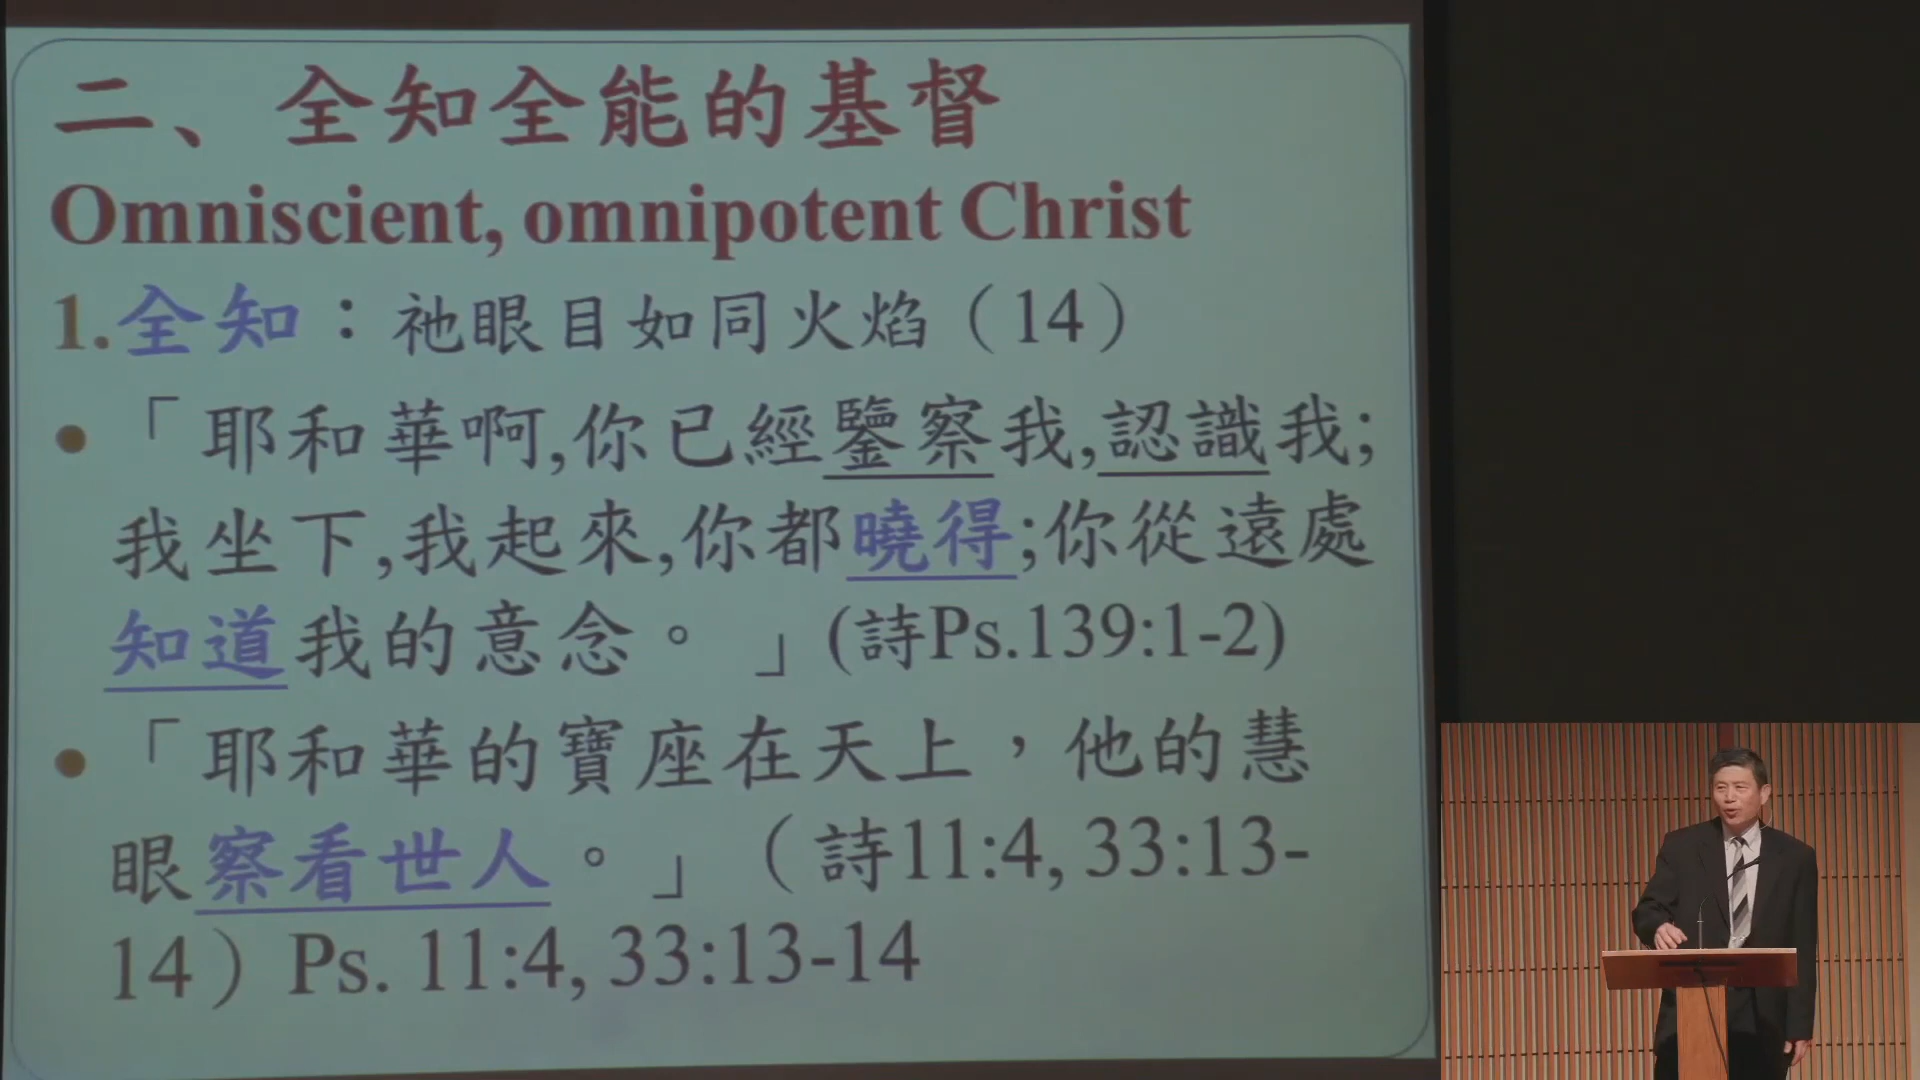 二、全知全能的基督
Omniscient, omnipotent Christ
1.全知：祂眼目如同火焰（14）
• 「耶和華啊,你已經鑒察我,認識我;
我坐下,我起來,你都曉得;你從遠處
知道我的意念。」(詩Ps.139:1-2)
• 「耶和華的寶座在天上，他的慧
眼察看世人。」（詩11:4, 33:13-
14）Ps. 11:4, 33:13-14